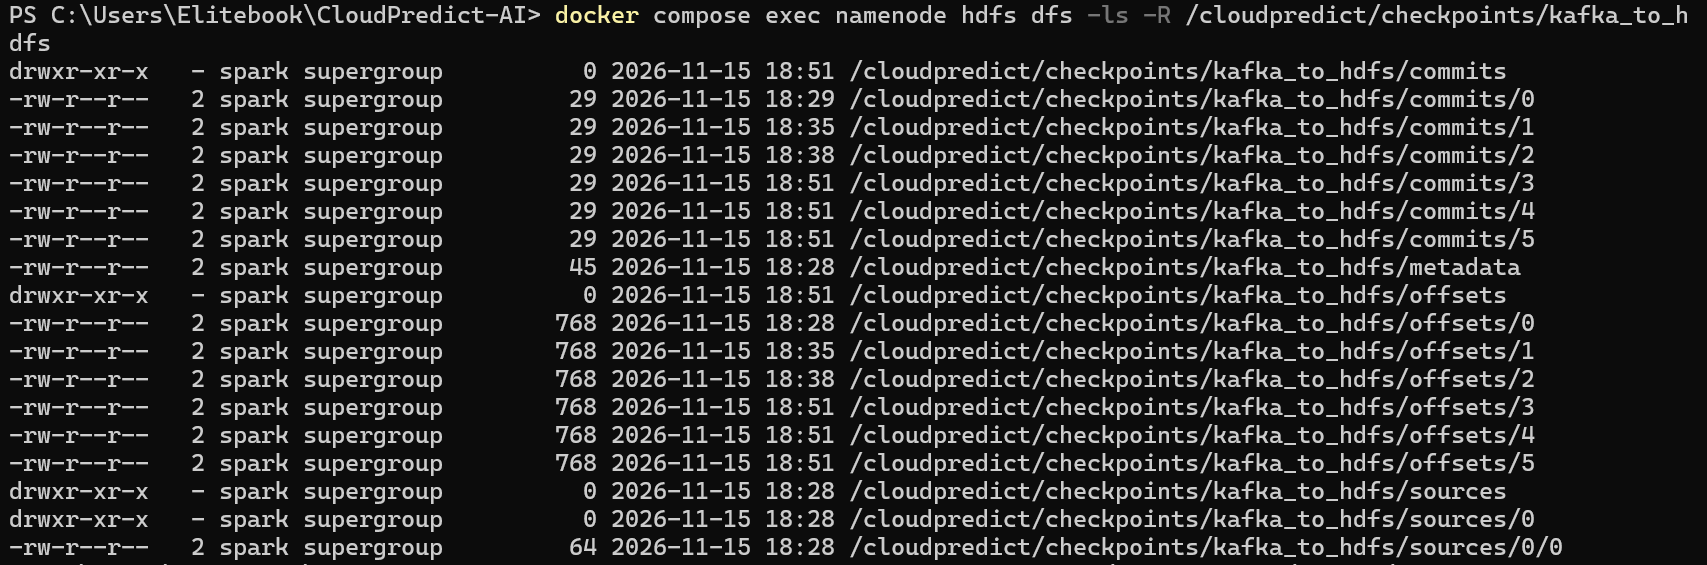 PS C:\Users\Elitebook\CloudPredict-AI> docker compose exec namenode hdfs dfs -ls -R /cloudpredict/checkpoints/kafka_to_h
dfs
drwxr-xr-x   - spark supergroup          0 2026-11-15 18:51 /cloudpredict/checkpoints/kafka_to_hdfs/commits
-rw-r--r--   2 spark supergroup         29 2026-11-15 18:29 /cloudpredict/checkpoints/kafka_to_hdfs/commits/0
-rw-r--r--   2 spark supergroup         29 2026-11-15 18:35 /cloudpredict/checkpoints/kafka_to_hdfs/commits/1
-rw-r--r--   2 spark supergroup         29 2026-11-15 18:38 /cloudpredict/checkpoints/kafka_to_hdfs/commits/2
-rw-r--r--   2 spark supergroup         29 2026-11-15 18:51 /cloudpredict/checkpoints/kafka_to_hdfs/commits/3
-rw-r--r--   2 spark supergroup         29 2026-11-15 18:51 /cloudpredict/checkpoints/kafka_to_hdfs/commits/4
-rw-r--r--   2 spark supergroup         29 2026-11-15 18:51 /cloudpredict/checkpoints/kafka_to_hdfs/commits/5
-rw-r--r--   2 spark supergroup         45 2026-11-15 18:28 /cloudpredict/checkpoints/kafka_to_hdfs/metadata
drwxr-xr-x   - spark supergroup          0 2026-11-15 18:51 /cloudpredict/checkpoints/kafka_to_hdfs/offsets
-rw-r--r--   2 spark supergroup        768 2026-11-15 18:28 /cloudpredict/checkpoints/kafka_to_hdfs/offsets/0
-rw-r--r--   2 spark supergroup        768 2026-11-15 18:35 /cloudpredict/checkpoints/kafka_to_hdfs/offsets/1
-rw-r--r--   2 spark supergroup        768 2026-11-15 18:38 /cloudpredict/checkpoints/kafka_to_hdfs/offsets/2
-rw-r--r--   2 spark supergroup        768 2026-11-15 18:51 /cloudpredict/checkpoints/kafka_to_hdfs/offsets/3
-rw-r--r--   2 spark supergroup        768 2026-11-15 18:51 /cloudpredict/checkpoints/kafka_to_hdfs/offsets/4
-rw-r--r--   2 spark supergroup        768 2026-11-15 18:51 /cloudpredict/checkpoints/kafka_to_hdfs/offsets/5
drwxr-xr-x   - spark supergroup          0 2026-11-15 18:28 /cloudpredict/checkpoints/kafka_to_hdfs/sources
drwxr-xr-x   - spark supergroup          0 2026-11-15 18:28 /cloudpredict/checkpoints/kafka_to_hdfs/sources/0
-rw-r--r--   2 spark supergroup         64 2026-11-15 18:28 /cloudpredict/checkpoints/kafka_to_hdfs/sources/0/0